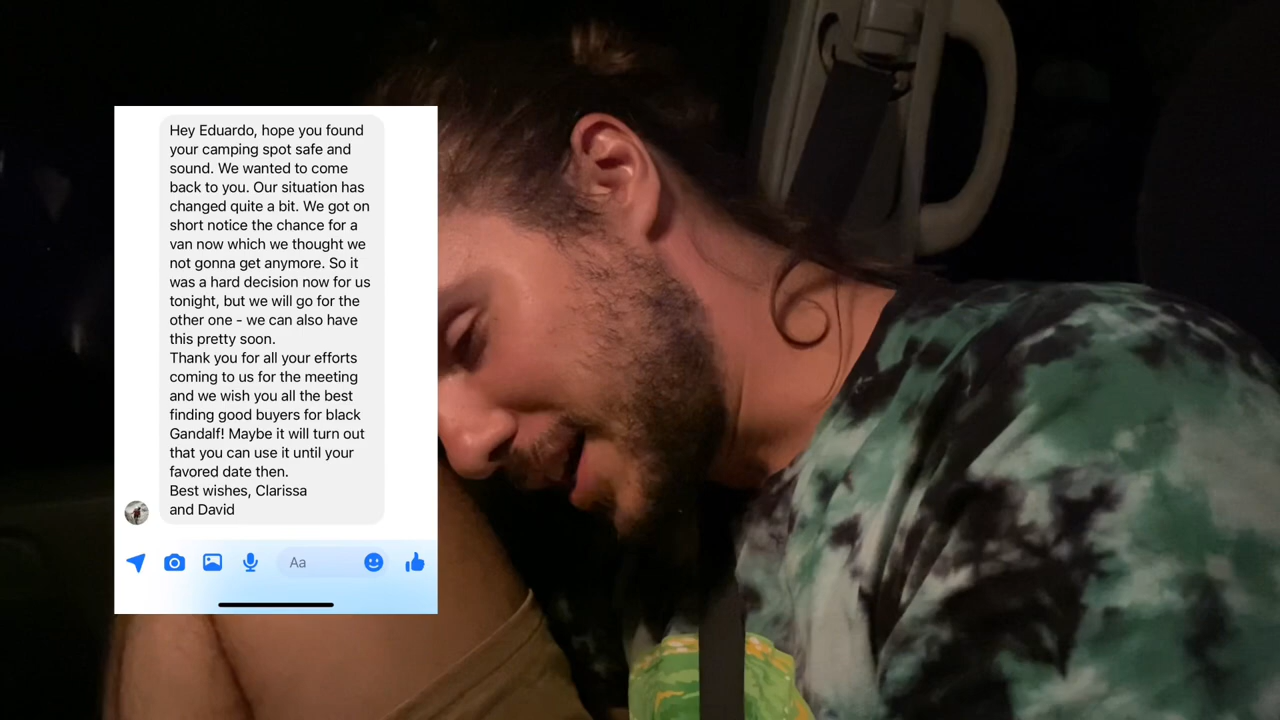 Hey Eduardo, hope you found
your camping spot safe and
sound. We wanted to come
back to you. Our situation has
changed quite a bit. We got on
short notice the chance for a
van now which we thought we
not gonna get anymore. So it
was a hard decision now for us
tonight, but we will go for the
other one - we can also have
this pretty soon.
Thank you for all your efforts
coming to us for the meeting
and we wish you all the best
finding good buyers for black
Gandalf! Maybe it will turn out
that you can use it until your
favored date then.
Best wishes, Clarissa
and David
Aa